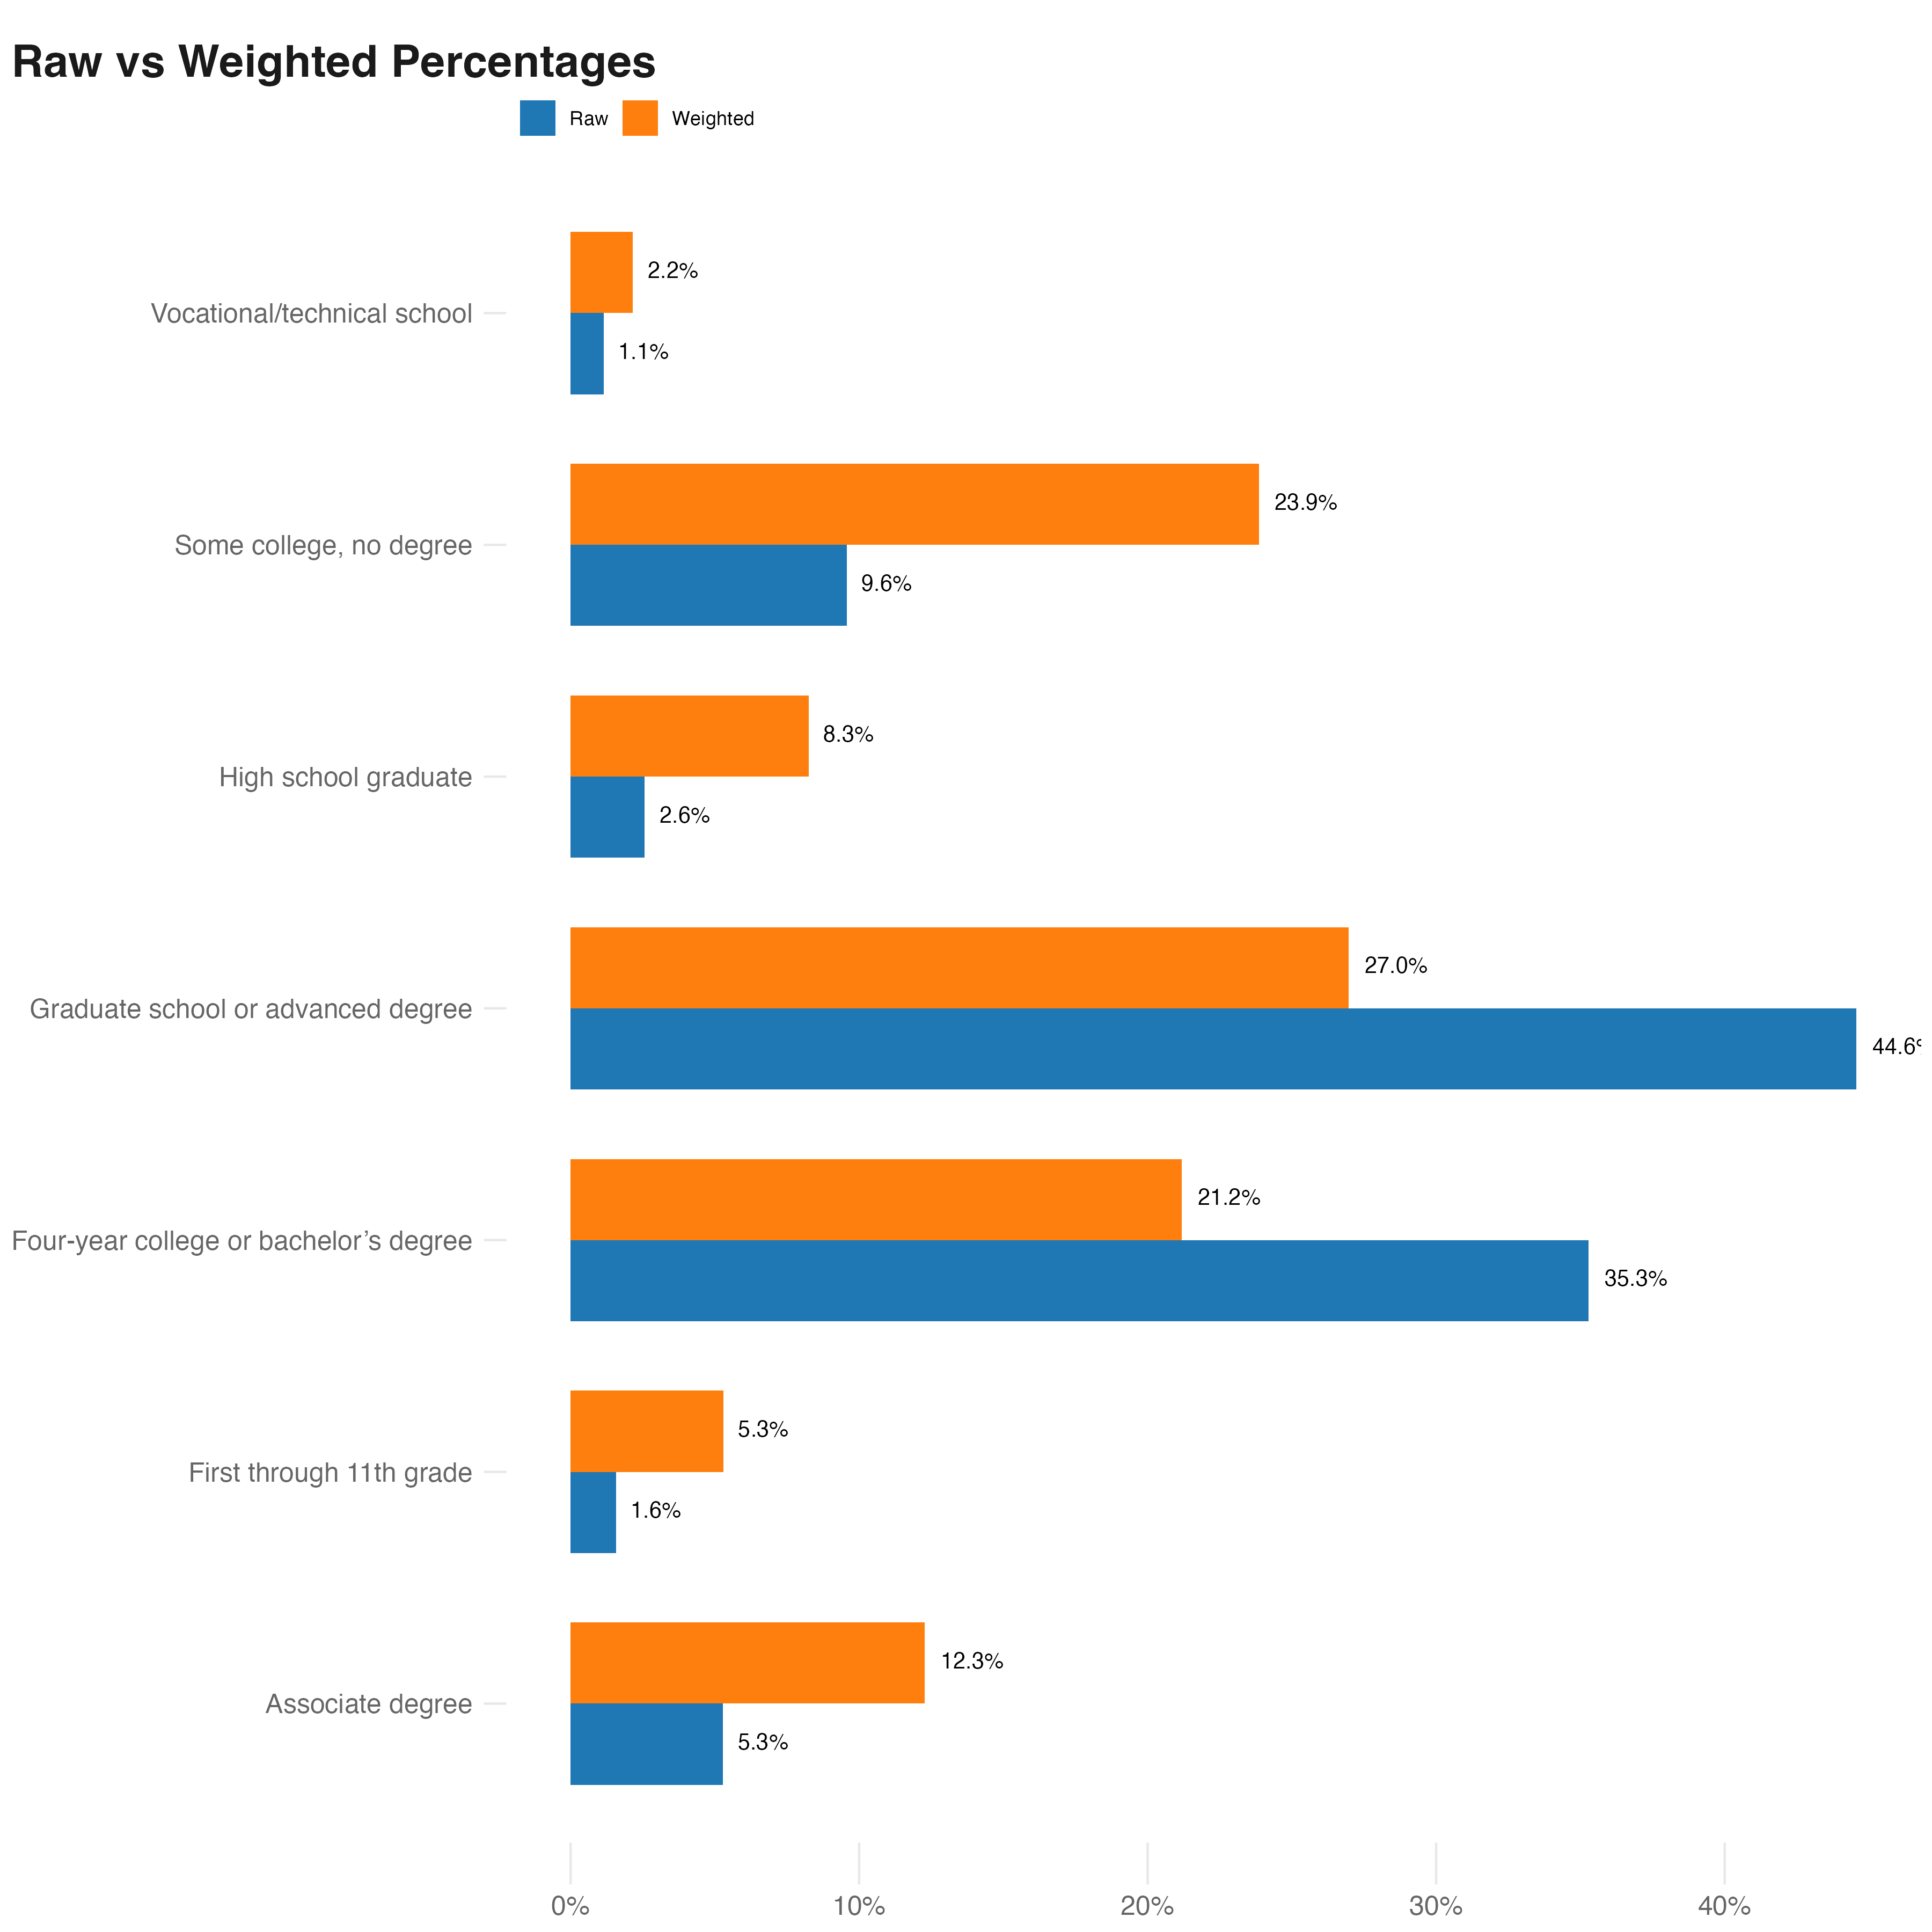 Raw vs Weighted Percentages
Raw Weighted
Vocational/technical school
2.2%
1.1%
Some college, no degree
23.9%
9.6%
High school graduate
8.3%
2.6%
Graduate school or advanced degree
27.0%
44.6%
Four-year college or bachelor’s degree
21.2%
35.3%
First through 11th grade
5.3%
1.6%
Associate degree
12.3%
5.3%
0% 10% 20% 30% 40%